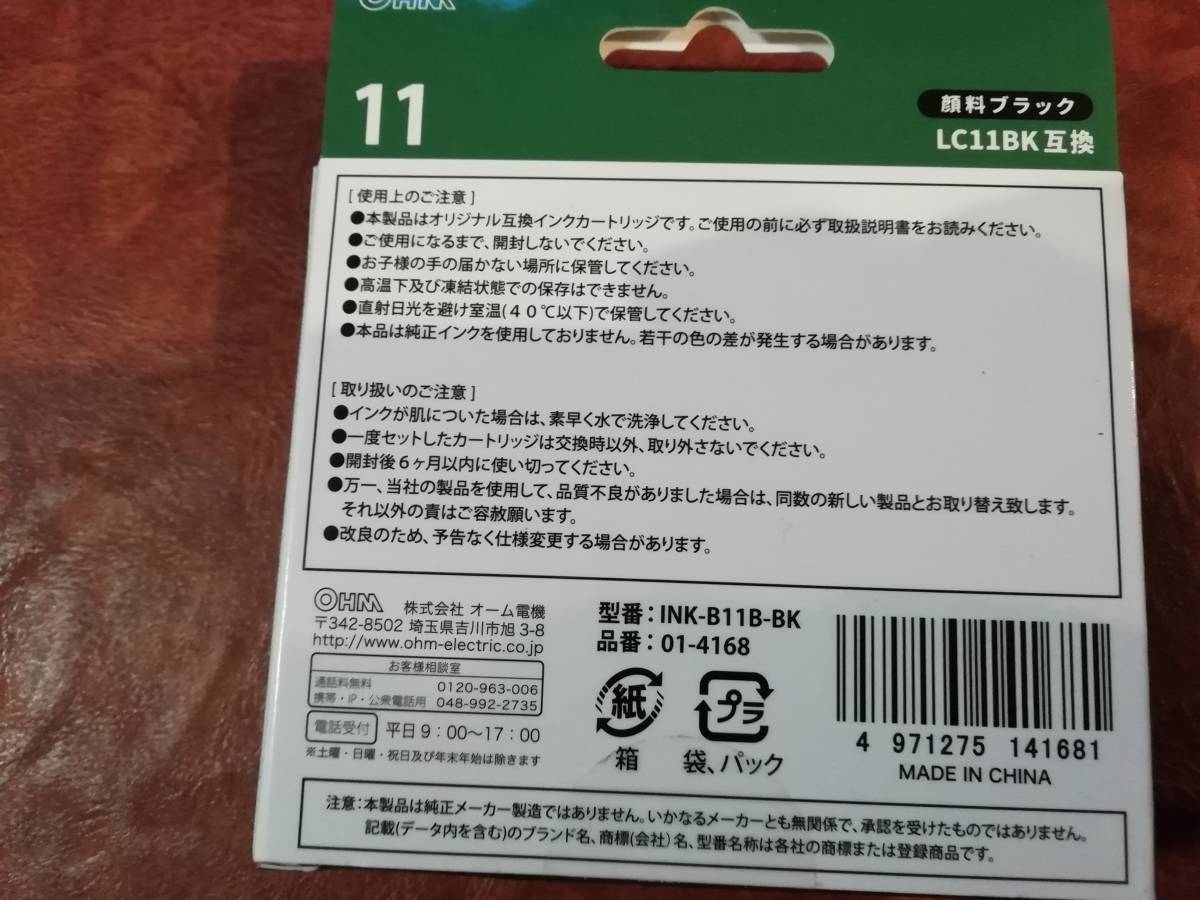 OHM
11
顔料ブラック
LC11BK互換
[使用上のご注意]
●本製品はオリジナル互換インクカートリッジです。ご使用の前に必ず取扱説明書をお読みください。
●ご使用になるまで、開封しないでください。
●お子様の手の届かない場所に保管してください。
●高温下及び凍結状態での保存はできません。
●直射日光を避け室温(40℃以下)で保管してください。
●本品は純正インクを使用しておりません。若干の色の差が発生する場合があります。
[取り扱いのご注意]
●インクが肌についた場合は、素早く水で洗浄してください。
●一度セットしたカートリッジは交換時以外、取り外さないでください。
●開封後6ヶ月以内に使い切ってください。
●万一、当社の製品を使用して、品質不良がありました場合は、同数の新しい製品とお取り替え致します。
それ以外の責はご容赦願います。
●改良のため、予告なく仕様変更する場合があります。
OHM 株式会社 オーム電機
〒342-8502 埼玉県吉川市旭 3-8
http://www.ohm-electric.co.jp
お客様相談室
通話料無料 0120-963-006
携帯・IP・公衆電話用 048-992-2735
電話受付 平日9：00〜17：00
※土曜・日曜・祝日及び年末年始は除きます
型番：INK-B11B-BK
品番：01-4168
紙
箱
プラ
袋、パック
4 971275 141681
MADE IN CHINA
注意：本製品は純正メーカー製造ではありません。いかなるメーカーとも無関係で、承認を受けたものではありません。
記載(データ内を含む)のブランド名、商標(会社)名、型番名称は各社の商標または登録商品です。